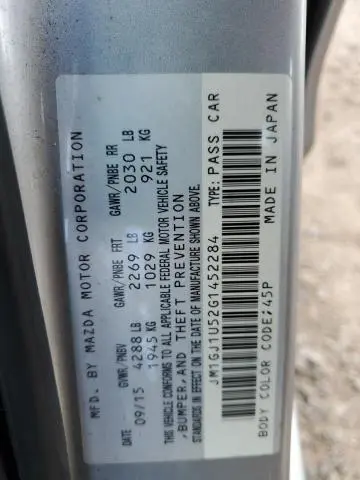 MFD. BY MAZDA MOTOR CORPORATION
DATE GVWR/PNBV GAWR/PNBE FRT GAWR/PNBE RR
09/15 4288 LB 2269 LB 2030 LB
1945 KG 1029 KG 921 KG
THIS VEHICLE CONFORMS TO ALL APPLICABLE FEDERAL MOTOR VEHICLE SAFETY
,BUMPER,AND THEFT PREVENTION
STANDARDS IN EFFECT ON THE DATE OF MANUFACTURE SHOWN ABOVE.
JM1GJ1U52G1452284 TYPE: PASS CAR
BODY COLOR CODE;45P MADE IN JAPAN